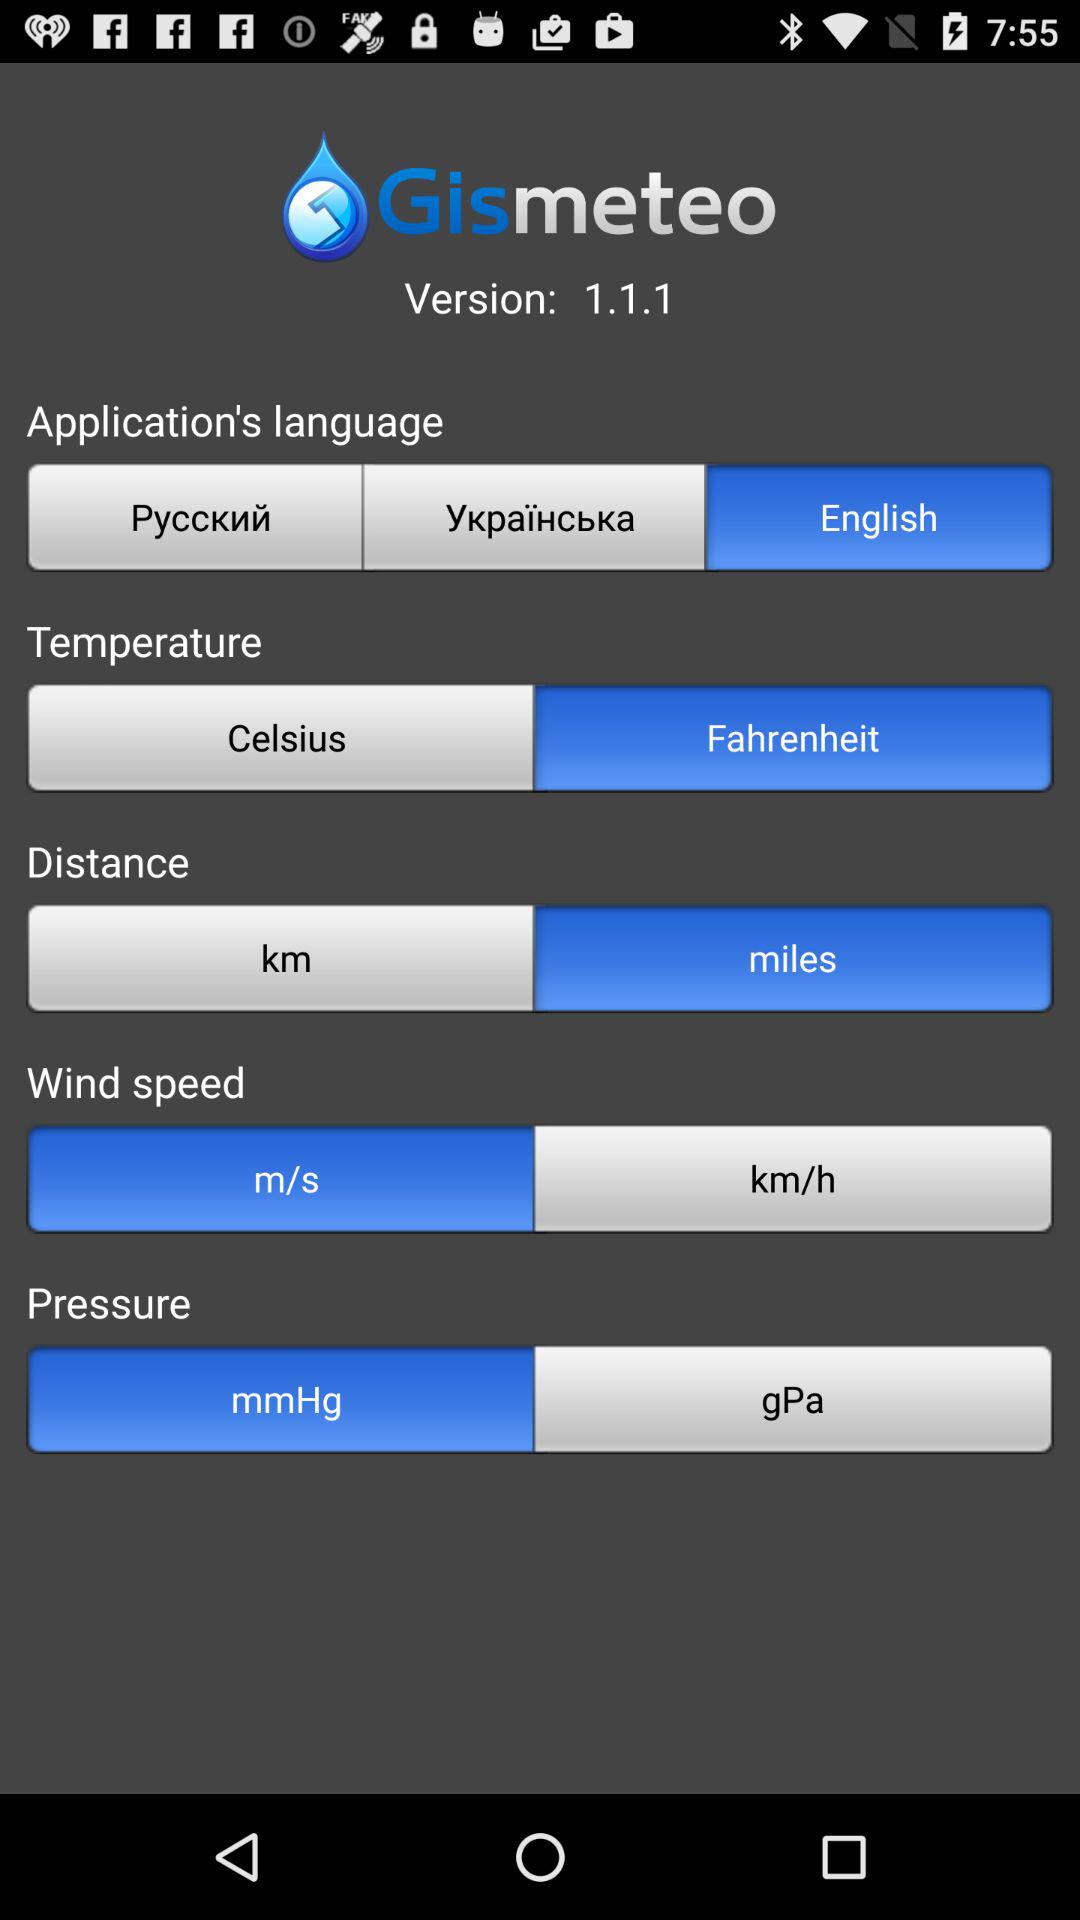 FAKE
7:55
Gismeteo
Version: 1.1.1
Application's language
Русский Українська English
Temperature
Celsius Fahrenheit
Distance
km miles
Wind speed
m/s km/h
Pressure
mmHg gPa